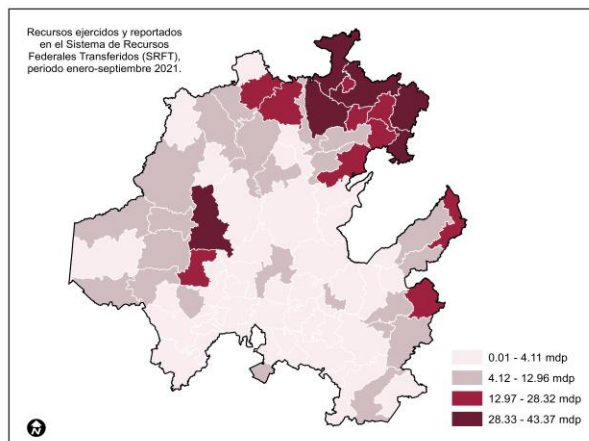 Recursos ejercidos y reportados
en el Sistema de Recursos
Federales Transferidos (SRFT),
periodo enero-septiembre 2021.
0.01 - 4.11 mdp
4.12 - 12.96 mdp
12.97 - 28.32 mdp
28.33 - 43.37 mdp
N